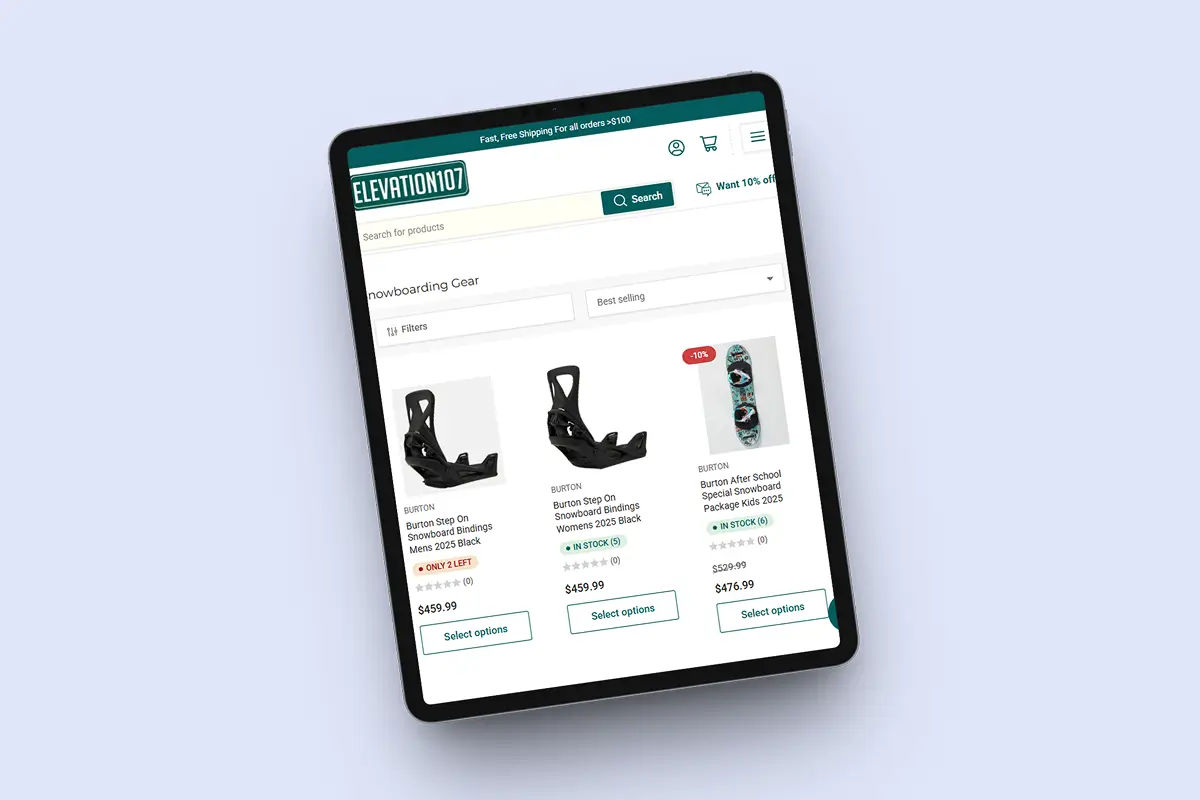 Fast, Free Shipping For all orders >$100
ELEVATION107
Want 10% off
Search for products
Search
nowboarding Gear
Filters
Best selling
-10%
BURTON
Burton Step On
Snowboard Bindings
Mens 2025 Black
ONLY 2 LEFT
(0)
$459.99
Select options
BURTON
Burton Step On
Snowboard Bindings
Womens 2025 Black
IN STOCK (5)
(0)
$459.99
Select options
BURTON
Burton After School
Special Snowboard
Package Kids 2025
IN STOCK (6)
(0)
$529.99
$476.99
Select options